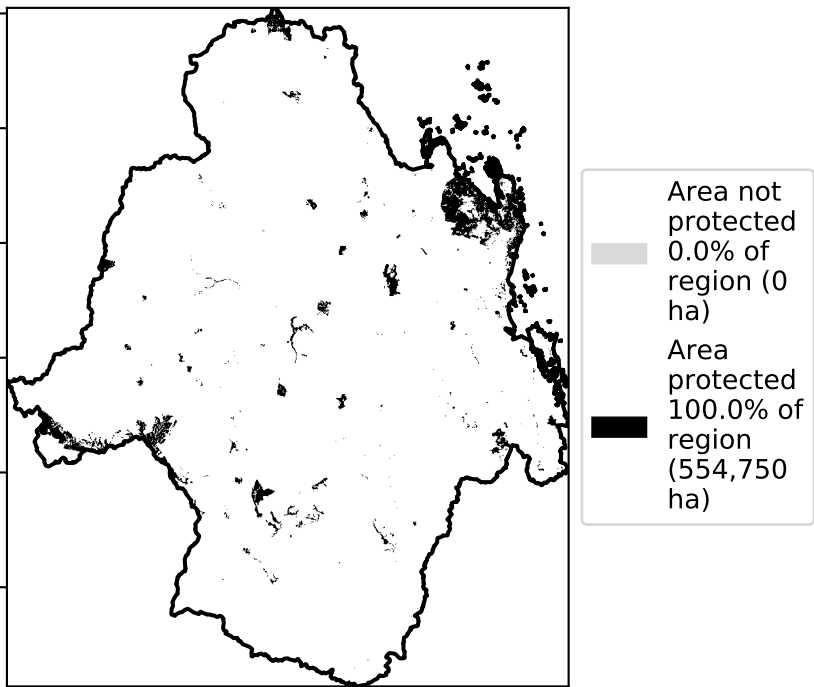 Area not
protected
0.0% of
region (0
ha)
Area
protected
100.0% of
region
(554,750
ha)